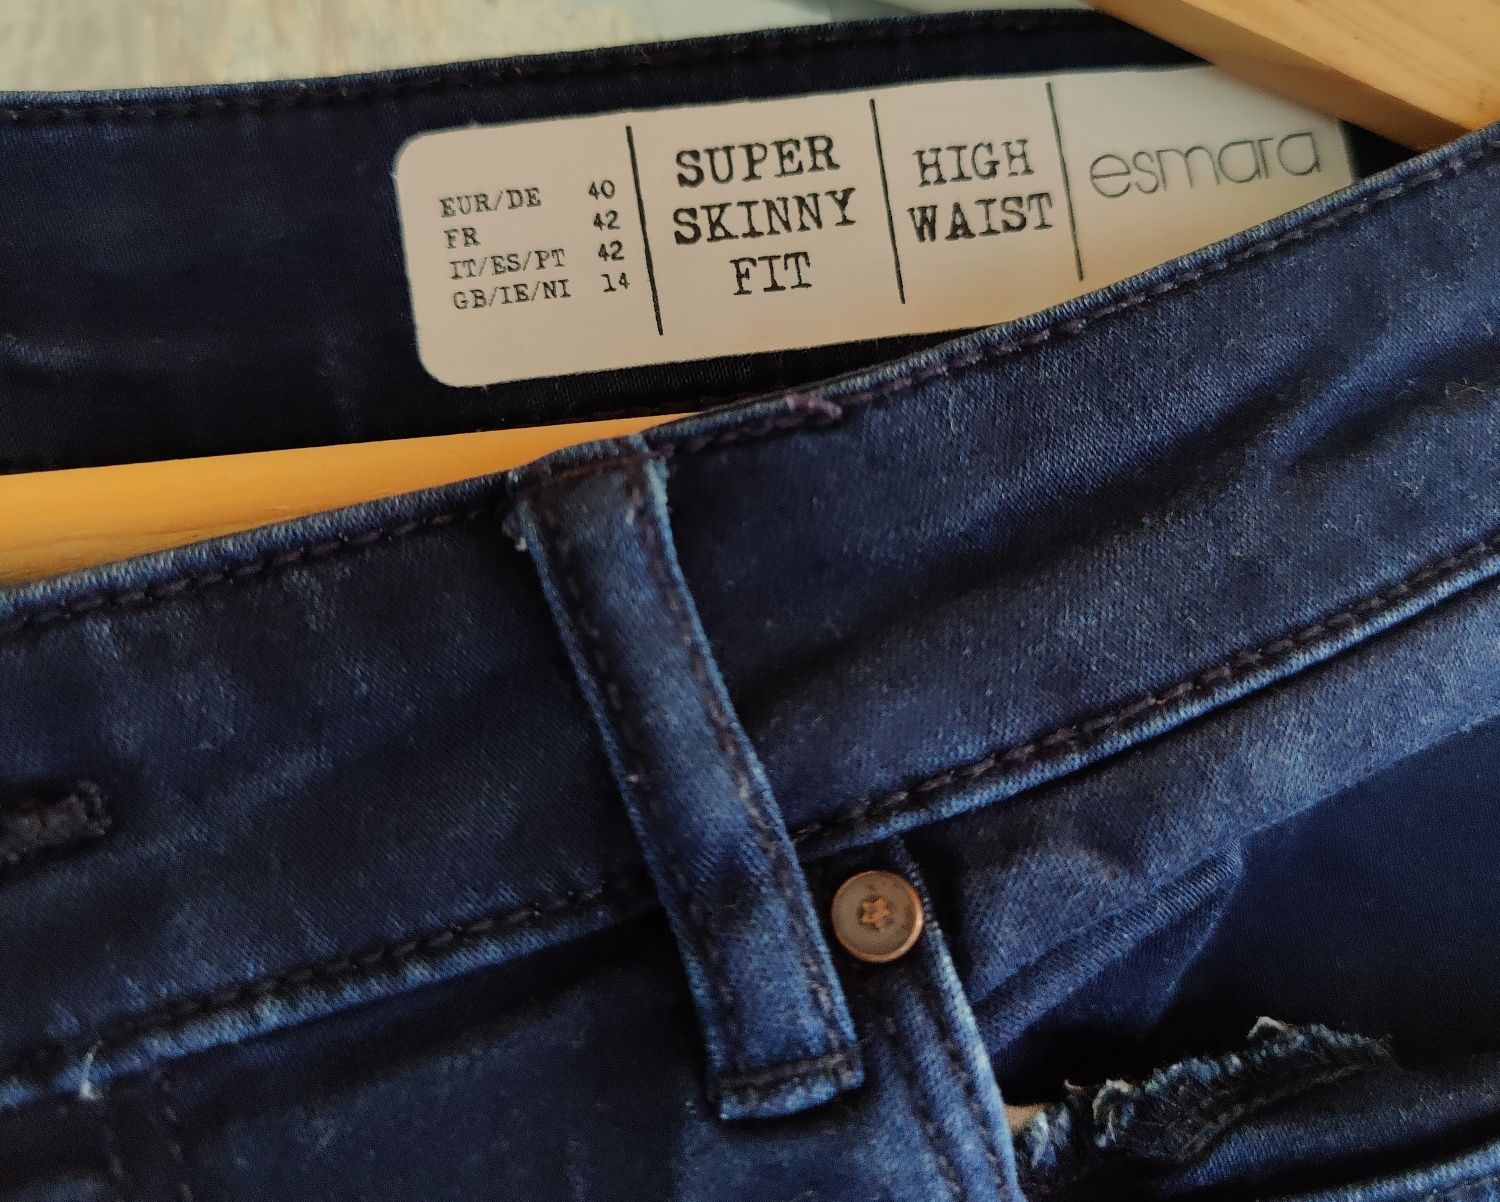 EUR/DE 40
FR 42
IT/ES/PT 42
GB/IE/NI 14
SUPER
SKINNY
FIT
HIGH
WAIST
esmara